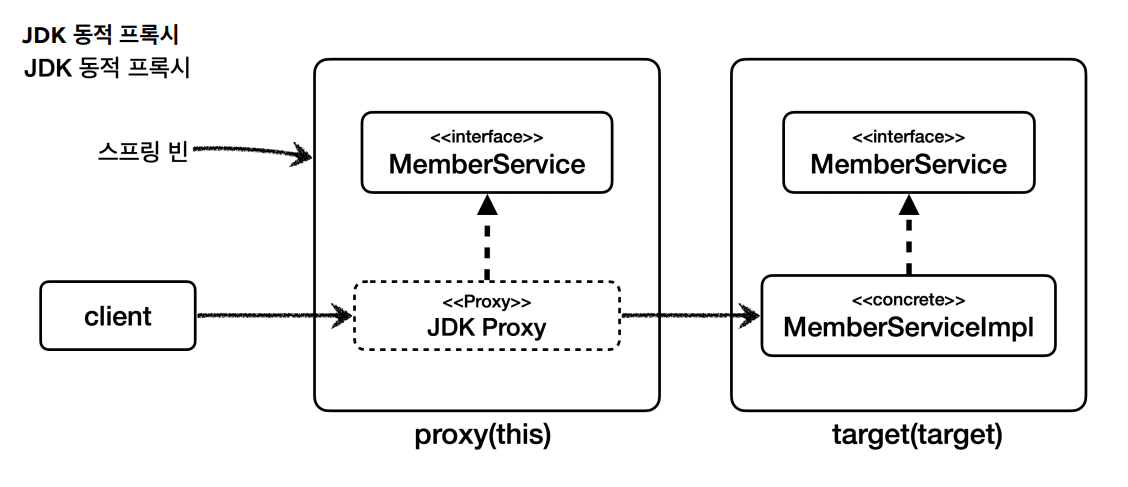 JDK 동적 프록시
JDK 동적 프록시
스프링 빈
<<interface>>
MemberService
<<interface>>
MemberService
client
<<Proxy>>
JDK Proxy
<<concrete>>
MemberServiceImpl
proxy(this)
target(target)